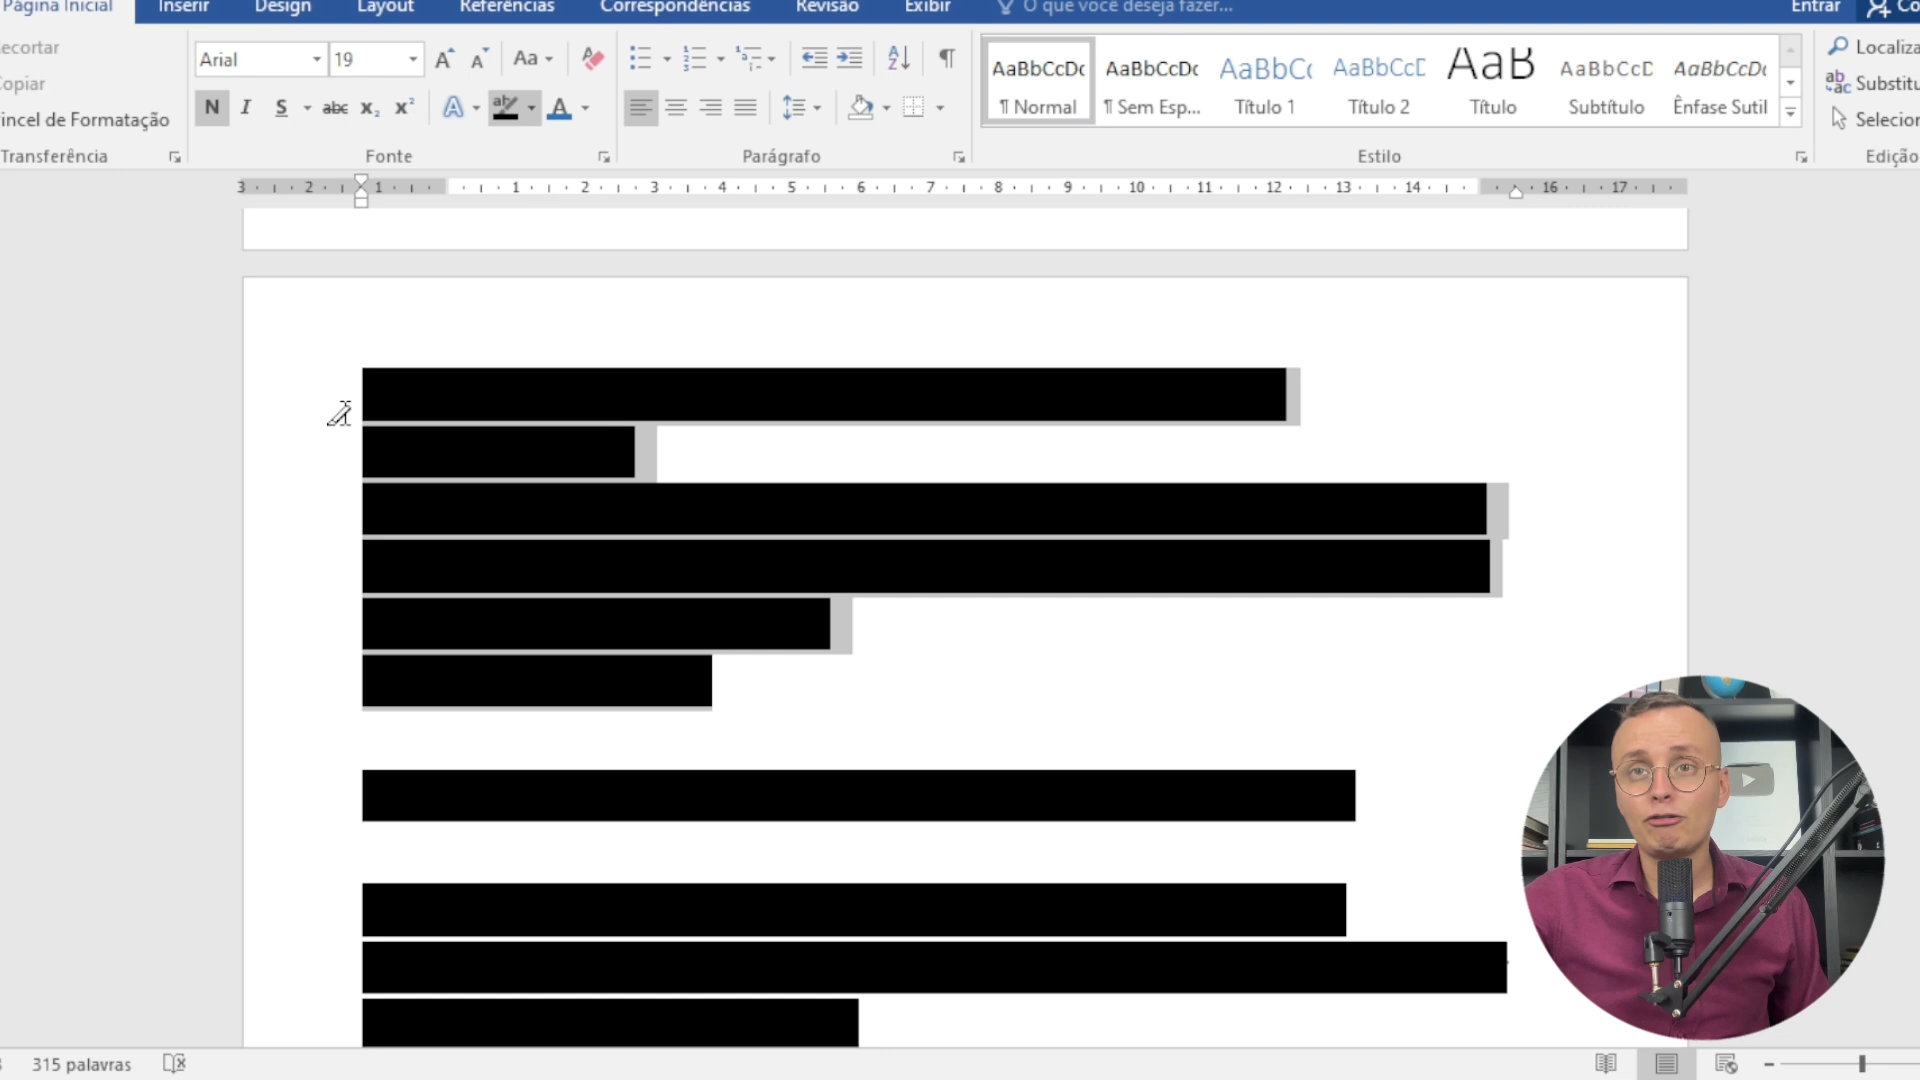 Página Inicial
Inserir
Design
Layout
Referências
Correspondências
Revisão
Exibir
O que você deseja fazer...
Entrar
Co
ecortar
opiar
incel de Formatação
Transferência
Arial
19
Aa
N I S abc x₂ x²
A
Fonte
Parágrafo
AaBbCcDc
¶ Normal
AaBbCcDc
¶ Sem Esp...
AaBbCc
Título 1
AaBbCcD
Título 2
AaB
Título
AaBbCcD
Subtítulo
AaBbCcDc
Ênfase Sutil
Estilo
Localiza
Substitu
Selecion
Edição
3 2 1 1 2 3 4 5 6 7 8 9 10 11 12 13 14 16 17
315 palavras